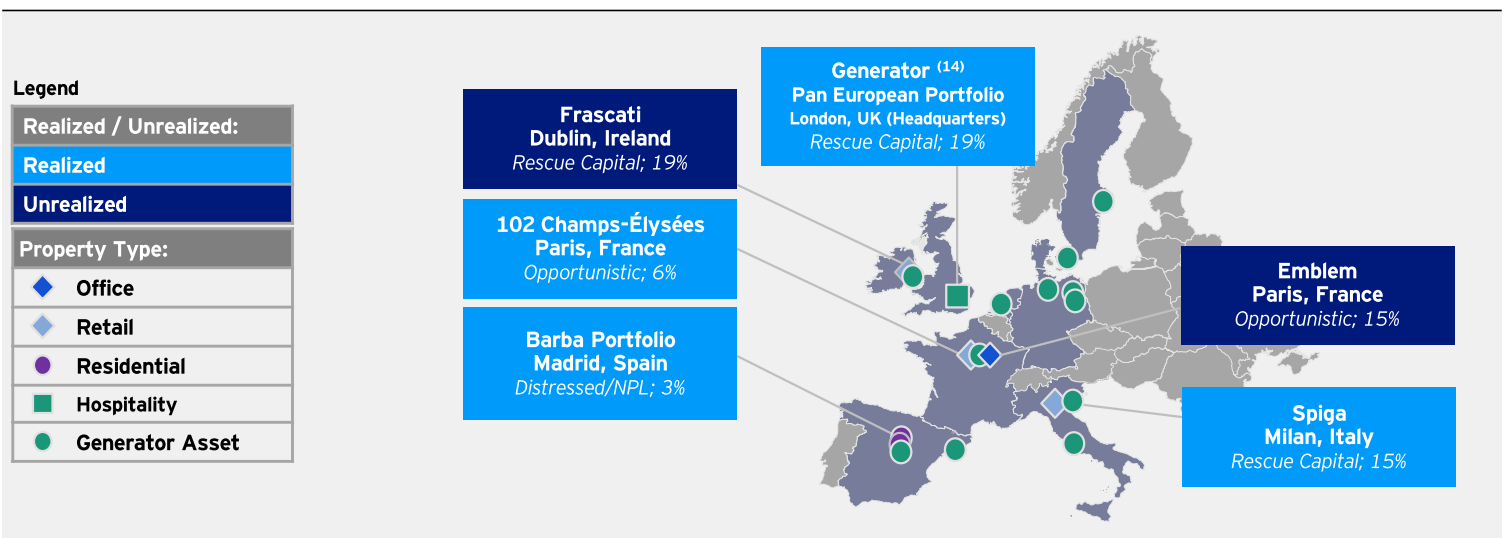 Legend
Realized / Unrealized:
Realized
Unrealized
Property Type:
Office
Retail
Residential
Hospitality
Generator Asset
Frascati
Dublin, Ireland
Rescue Capital; 19%
102 Champs-Élysées
Paris, France
Opportunistic; 6%
Barba Portfolio
Madrid, Spain
Distressed/NPL; 3%
Generator (14)
Pan European Portfolio
London, UK (Headquarters)
Rescue Capital; 19%
Emblem
Paris, France
Opportunistic; 15%
Spiga
Milan, Italy
Rescue Capital; 15%